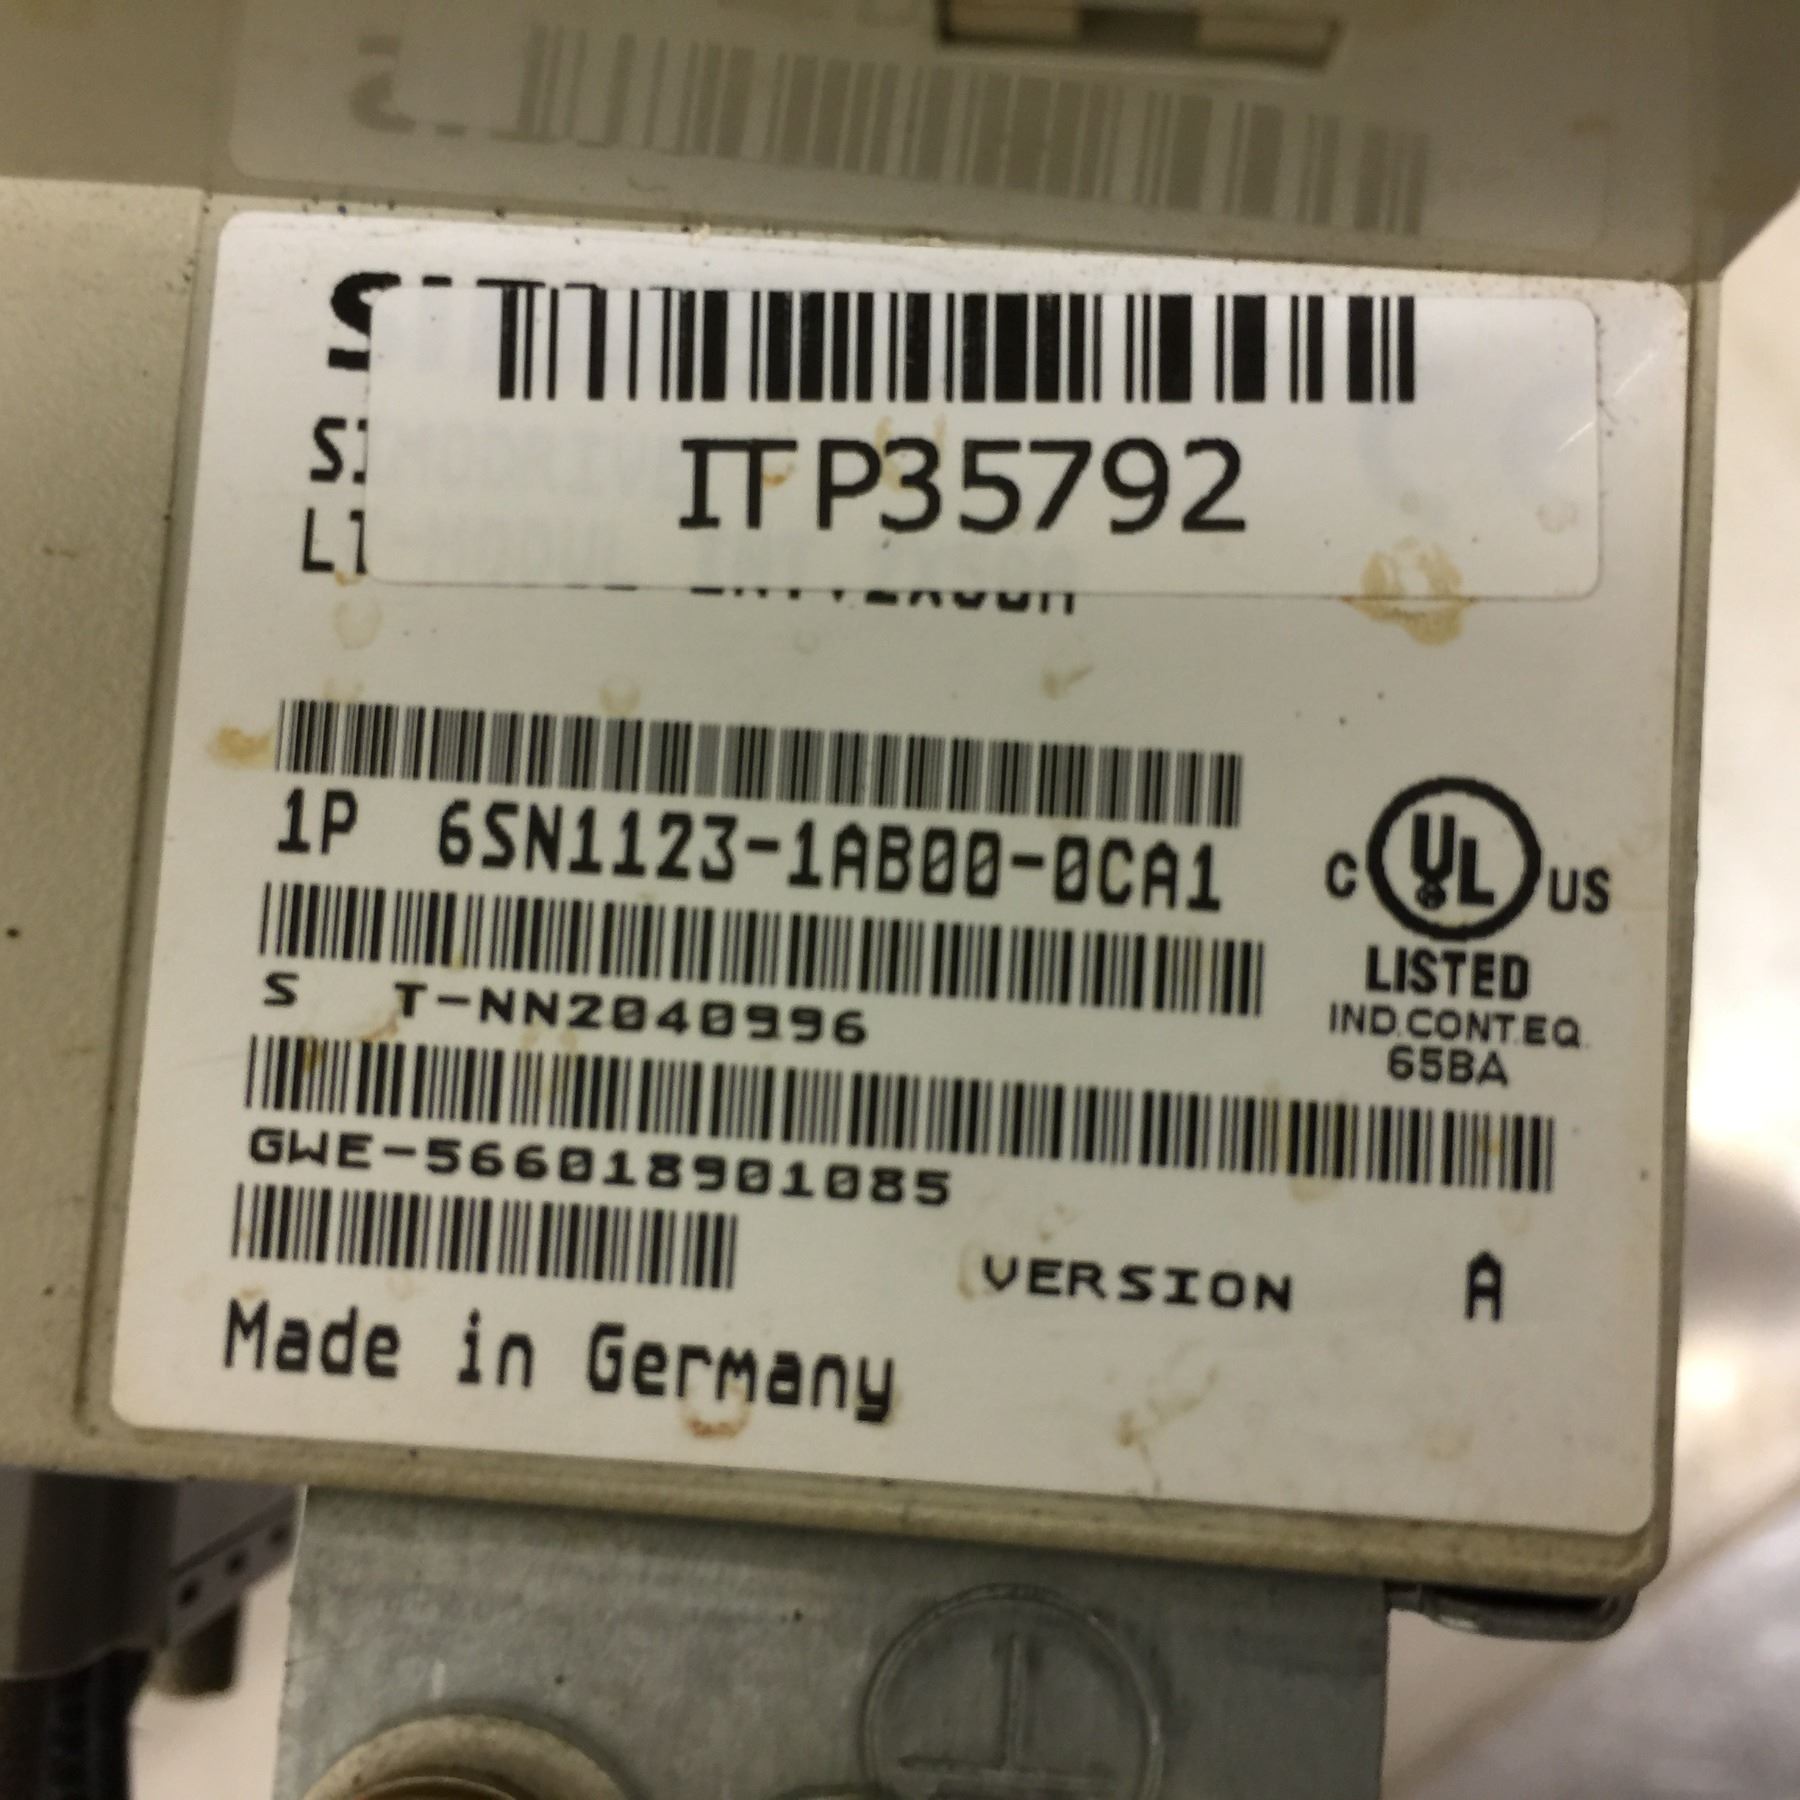 ITP35792
1P 6SN1123-1AB00-0CA1
C UL US
LISTED
IND.CONT.EQ.
65BA
S T-NN2040996
GWE-566018901085
VERSION A
Made in Germany